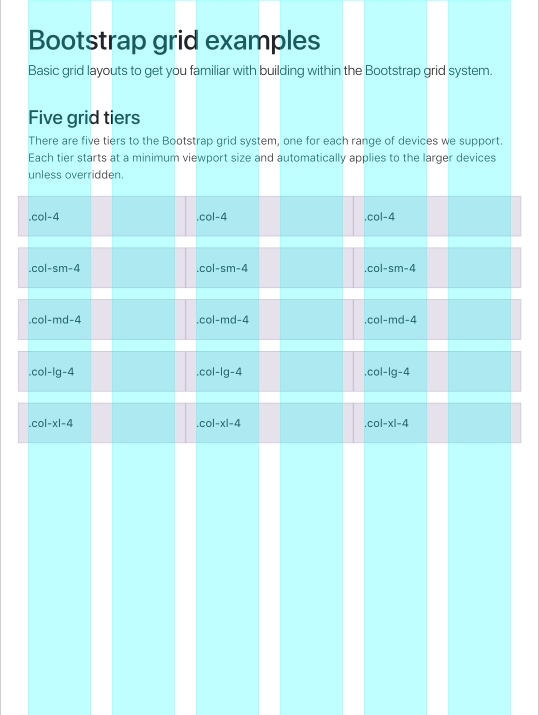 Bootstrap grid examples
Basic grid layouts to get you familiar with building within the Bootstrap grid system.
Five grid tiers
There are five tiers to the Bootstrap grid system, one for each range of devices we support.
Each tier starts at a minimum viewport size and automatically applies to the larger devices
unless overridden.
.col-4 .col-4 .col-4
.col-sm-4 .col-sm-4 .col-sm-4
.col-md-4 .col-md-4 .col-md-4
.col-lg-4 .col-lg-4 .col-lg-4
.col-xl-4 .col-xl-4 .col-xl-4